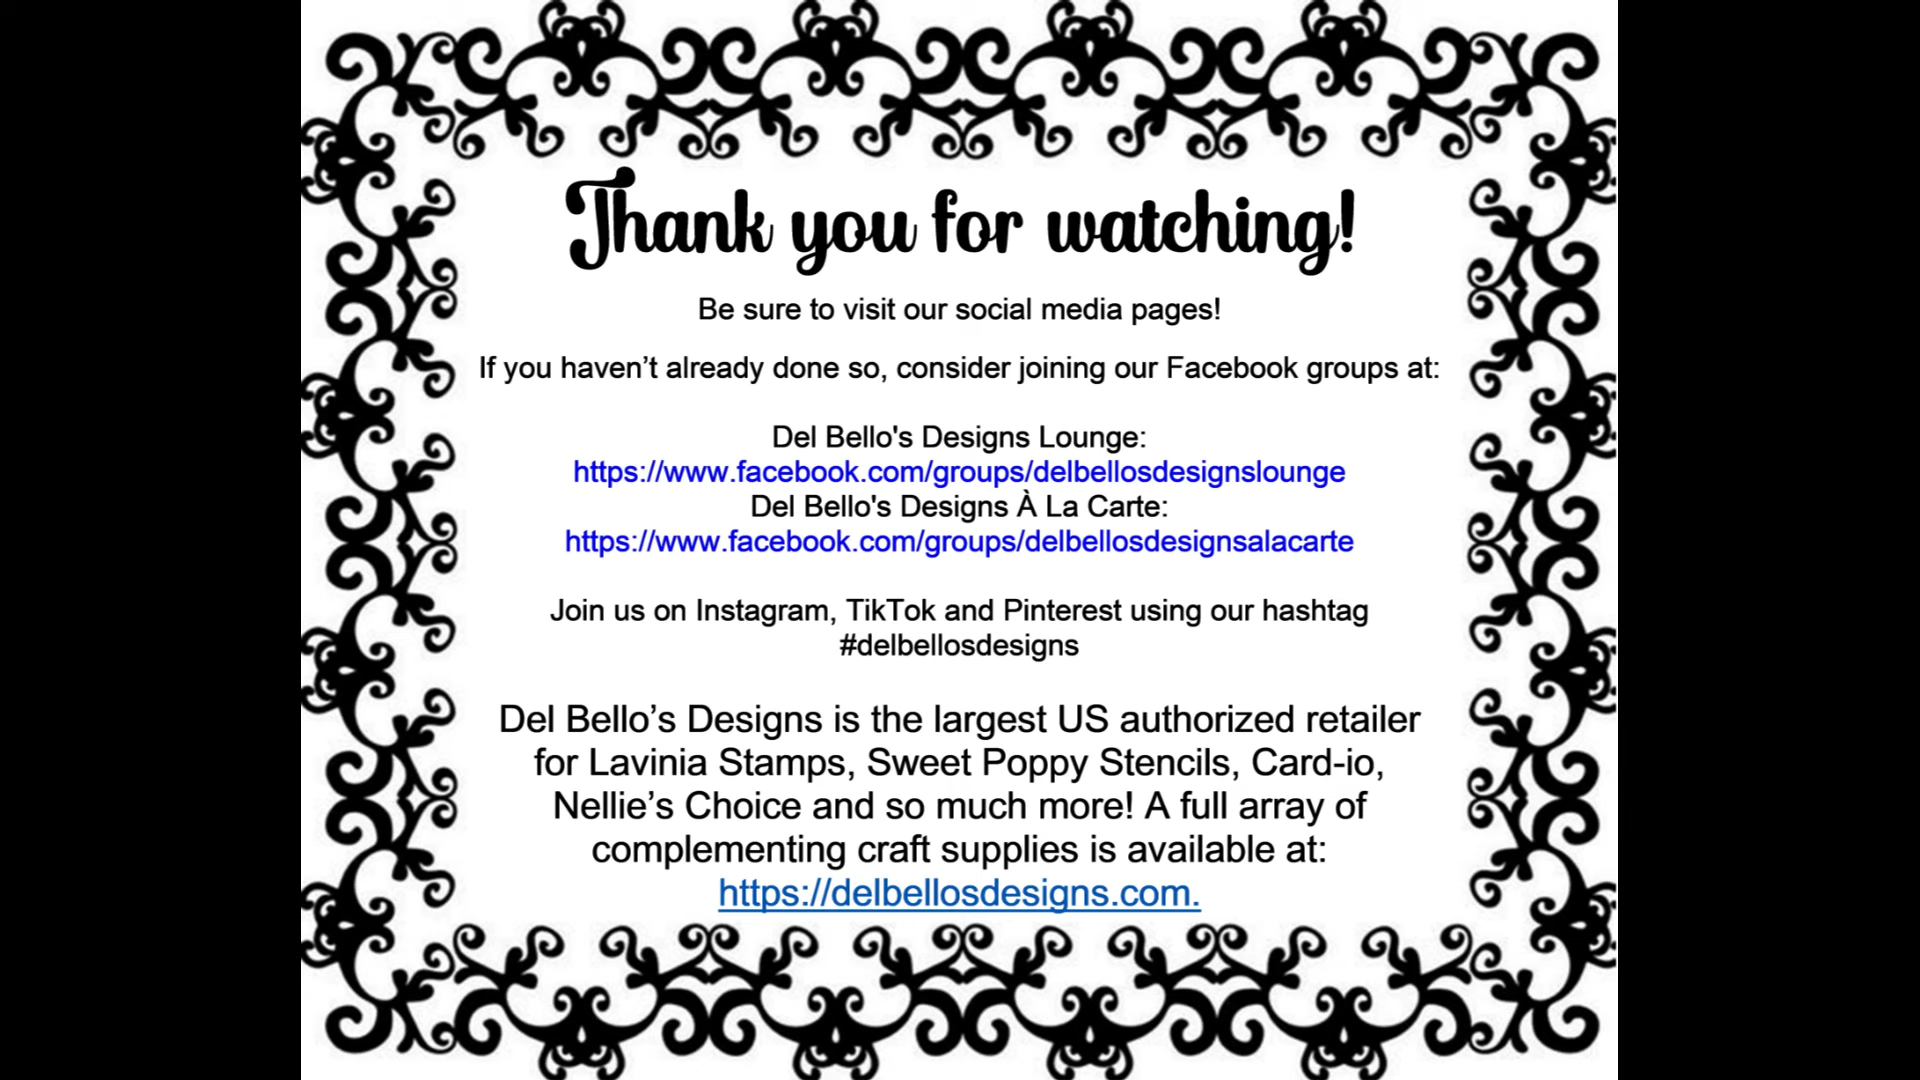 Thank you for watching!
Be sure to visit our social media pages!
If you haven’t already done so, consider joining our Facebook groups at:
Del Bello's Designs Lounge:
https://www.facebook.com/groups/delbellosdesignslounge
Del Bello's Designs À La Carte:
https://www.facebook.com/groups/delbellosdesignsalacarte
Join us on Instagram, TikTok and Pinterest using our hashtag
#delbellosdesigns
Del Bello’s Designs is the largest US authorized retailer
for Lavinia Stamps, Sweet Poppy Stencils, Card-io,
Nellie’s Choice and so much more! A full array of
complementing craft supplies is available at:
https://delbellosdesigns.com.